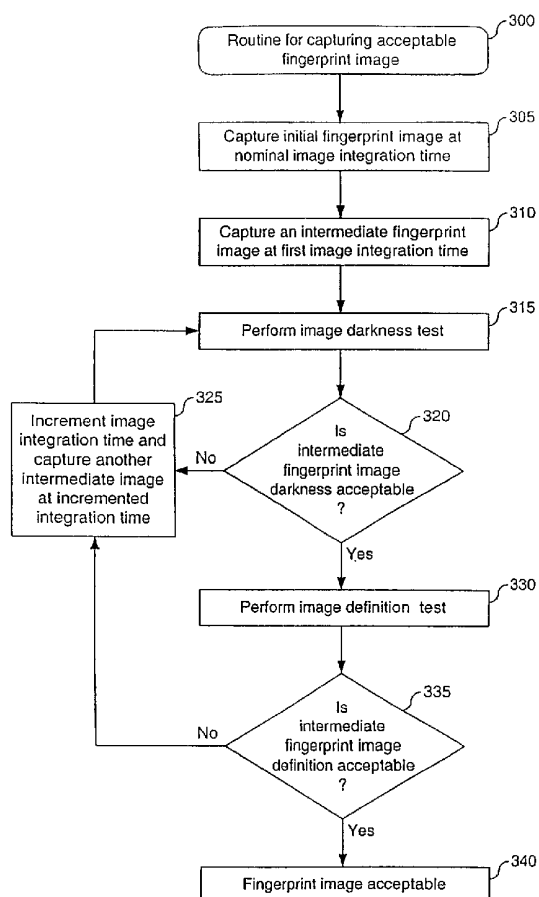 300
Routine for capturing acceptable
fingerprint image
305
Capture initial fingerprint image at
nominal image integration time
310
Capture an intermediate fingerprint
image at first image integration time
315
Perform image darkness test
325
Increment image
integration time and
capture another
intermediate image
at incremented
integration time
320
Is
intermediate
fingerprint image
darkness acceptable
?
No
Yes
330
Perform image definition test
335
Is
intermediate
fingerprint image
definition acceptable
?
No
Yes
340
Fingerprint image acceptable